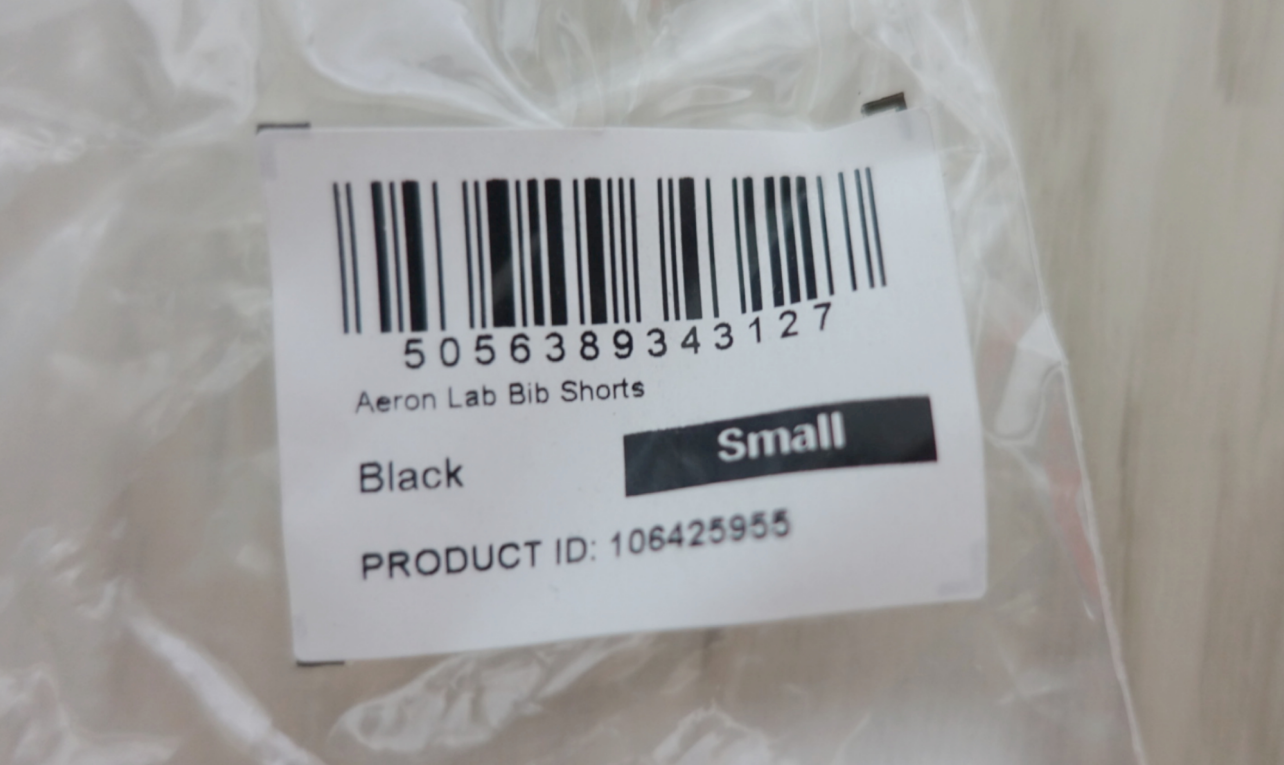 5056389343127
Aeron Lab Bib Shorts
Black
Small
PRODUCT ID: 106425955